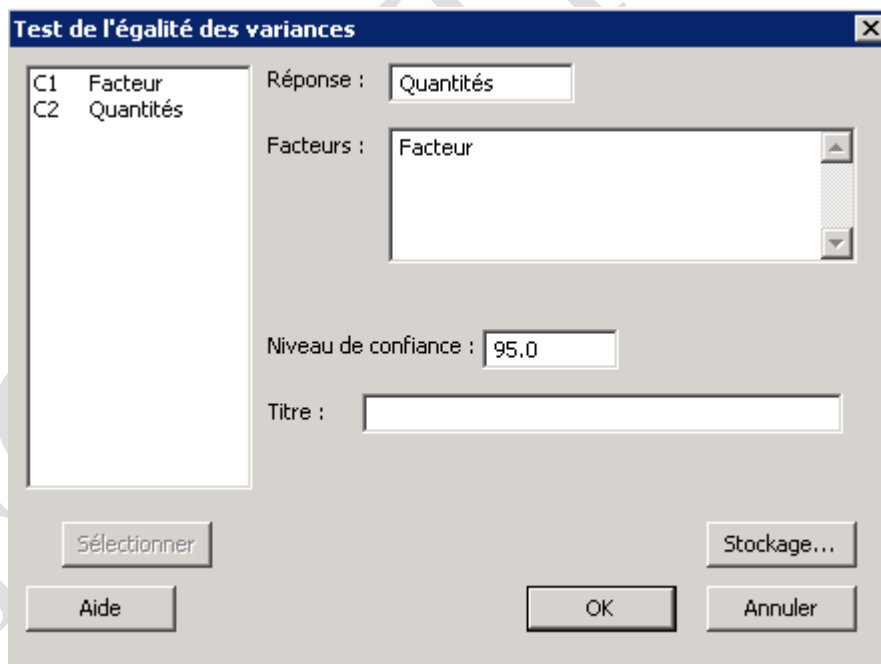 Test de l'égalité des variances
C1 Facteur
C2 Quantités
Réponse : Quantités
Facteurs : Facteur
Niveau de confiance : 95.0
Titre :
Sélectionner
Stockage...
Aide
OK
Annuler